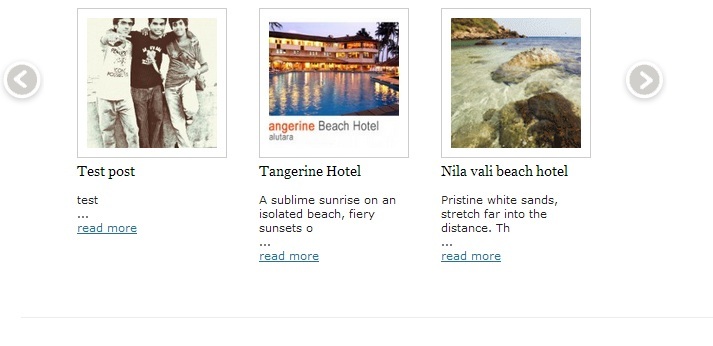 angerine Beach Hotel
alutara
Test post
test
...
read more
Tangerine Hotel
A sublime sunrise on an
isolated beach, fiery
sunsets o
...
read more
Nila vali beach hotel
Pristine white sands,
stretch far into the
distance. Th
...
read more